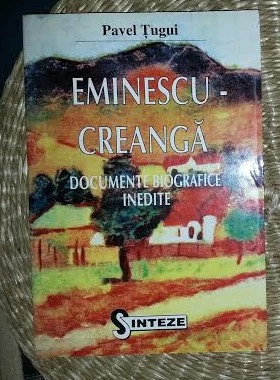 Pavel Țugui
EMINESCU -
CREANGĂ
DOCUMENTE BIOGRAFICE
INEDITE
SINTEZE